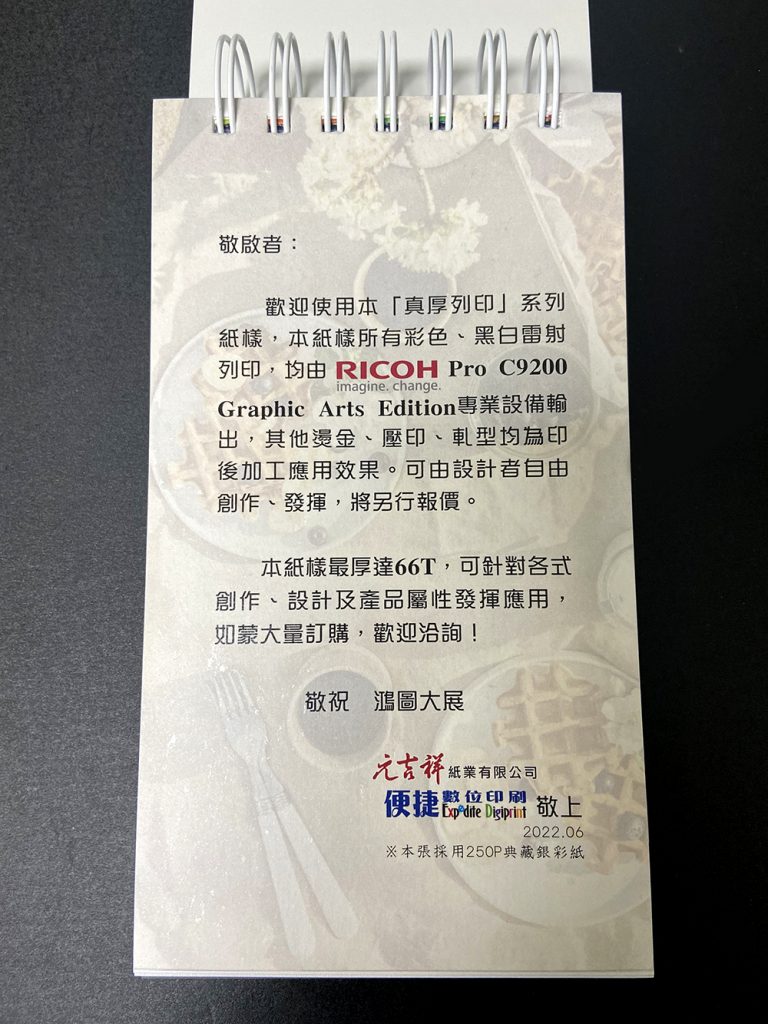 敬啟者：
歡迎使用本「真厚列印」系列
紙樣，本紙樣所有彩色、黑白雷射
列印，均由 RICOH Pro C9200
imagine. change.
Graphic Arts Edition專業設備輸
出，其他燙金、壓印、軋型均為印
後加工應用效果。可由設計者自由
創作、發揮，將另行報價。
本紙樣最厚達66T，可針對各式
創作、設計及產品屬性發揮應用，
如蒙大量訂購，歡迎洽詢！
敬祝　鴻圖大展
元吉祥紙業有限公司
便捷數位印刷 敬上
Expedite Digiprint
2022.06
※本張採用250P典藏銀彩紙